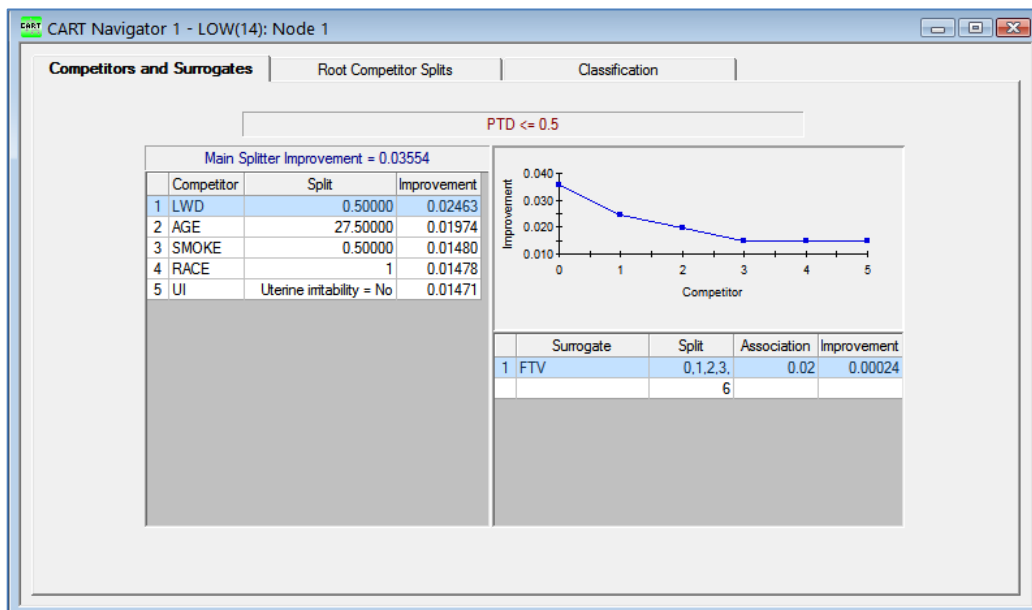 CART CART Navigator 1 - LOW(14): Node 1
Competitors and Surrogates Root Competitor Splits Classification
PTD <= 0.5
Main Splitter Improvement = 0.03554
Competitor Split Improvement
1 LWD 0.50000 0.02463
2 AGE 27.50000 0.01974
3 SMOKE 0.50000 0.01480
4 RACE 1 0.01478
5 UI Uterine irritability = No 0.01471
Improvement
0.040
0.030
0.020
0.010
0 1 2 3 4 5
Competitor
Surrogate Split Association Improvement
1 FTV 0,1,2,3, 0.02 0.00024
6